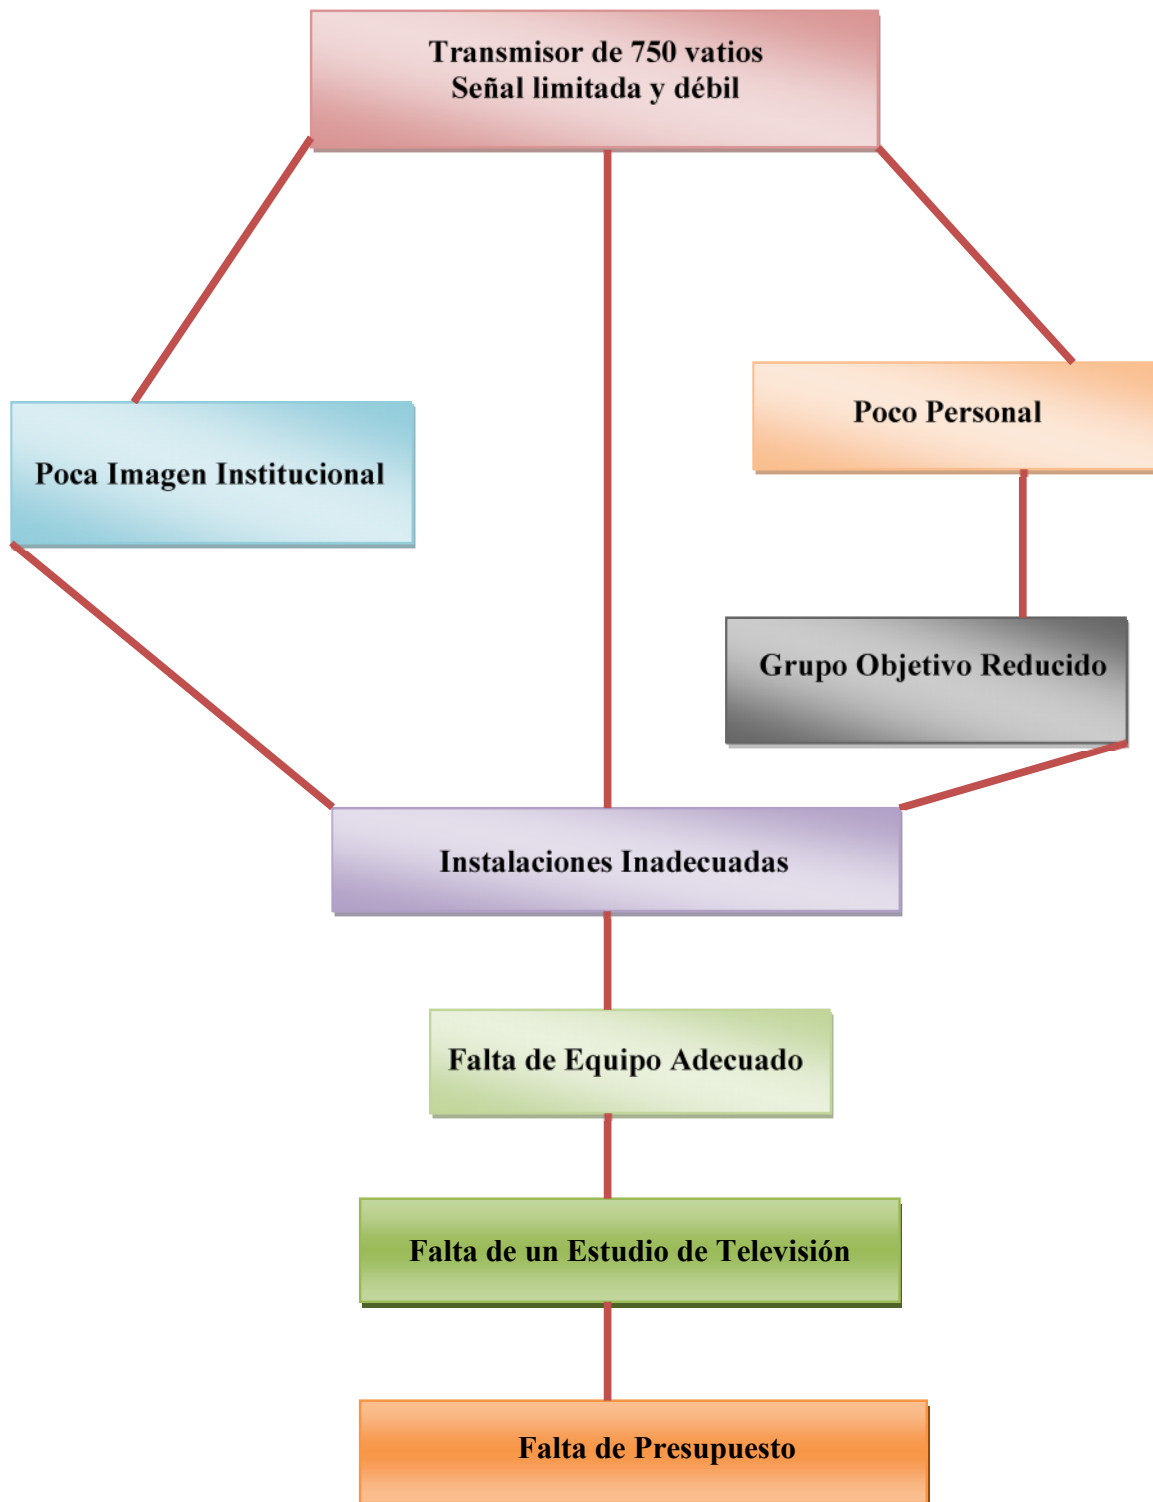 Transmisor de 750 vatios
Señal limitada y débil
Poco Personal
Poca Imagen Institucional
Grupo Objetivo Reducido
Instalaciones Inadecuadas
Falta de Equipo Adecuado
Falta de un Estudio de Televisión
Falta de Presupuesto